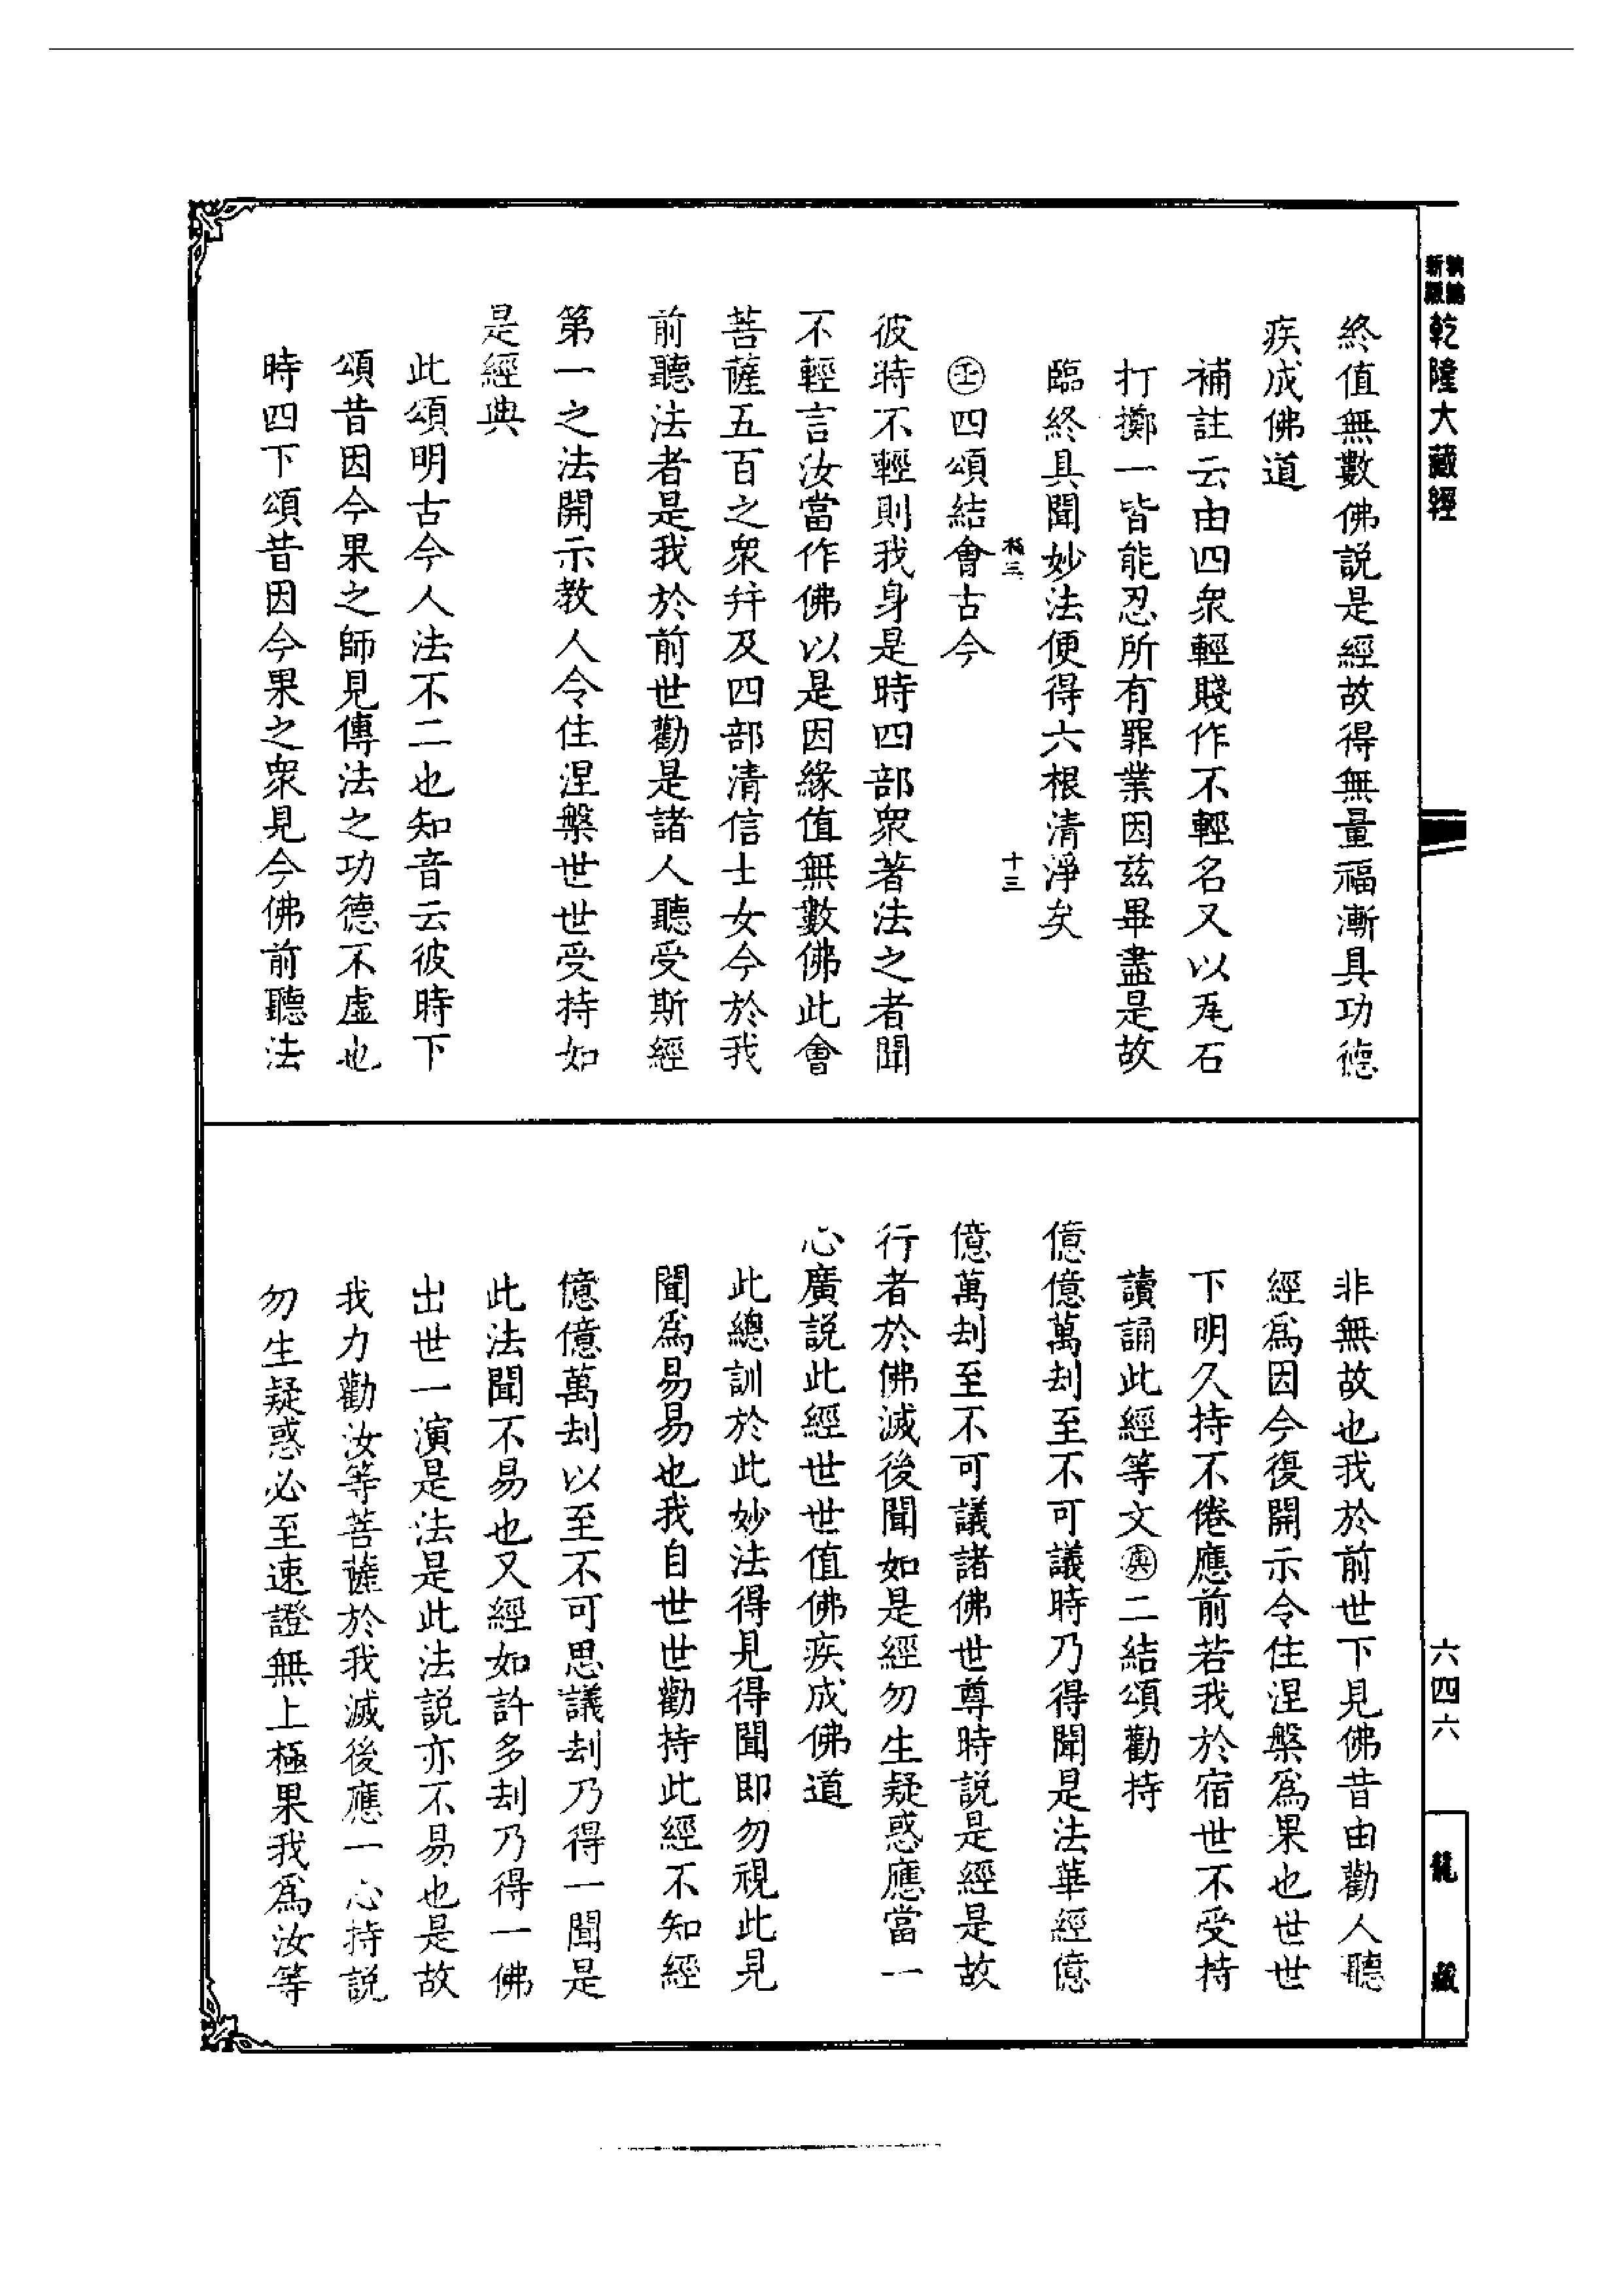 乾隆大藏經
終值無數佛説是經故得無量福漸具功德
疾成佛道
補註云由四衆輕賤作不輕名又以瓦石
打擲一皆能忍所有罪業因兹畢盡是故
臨終具聞妙法便得六根清淨矣
十三
㊣四頌結會古今
彼時不輕則我身是時四部衆著法之者聞
不輕言汝當作佛以是因緣值無數佛此會
菩薩五百之衆并及四部清信士女今於我
前聽法者是我於前世勸是諸人聽受斯經
第一之法開示教人令住涅槃世世受持如
是經典
此頌明古今人法不二也知音云彼時下
頌昔因今果之師見傳法之功德不虛也
時四下頌昔因今果之衆見今佛前聽法
非無故也我於前世下見佛昔由勸人聽
經爲因今復開示令住涅槃爲果也世世
下明久持不倦應前若我於宿世不受持
讀誦此經等文二結頌勸持
億億萬刦至不可議時乃得聞是法華經億
億萬刦至不可議諸佛世尊時説是經是故
行者於佛滅後聞如是經勿生疑惑應當一
心廣説此經世世值佛疾成佛道
此總訓於此妙法得見得聞即勿視此見
聞爲易易也我自世世勸持此經不知經
億億萬刦以至不可思議刦乃得一聞是
此法聞不易也又經如許多刦乃得一佛
出世一演是法是此法説亦不易也是故
我力勸汝等菩薩於我滅後應一心持説
勿生疑惑必至速證無上極果我爲汝等
六四六
龍藏